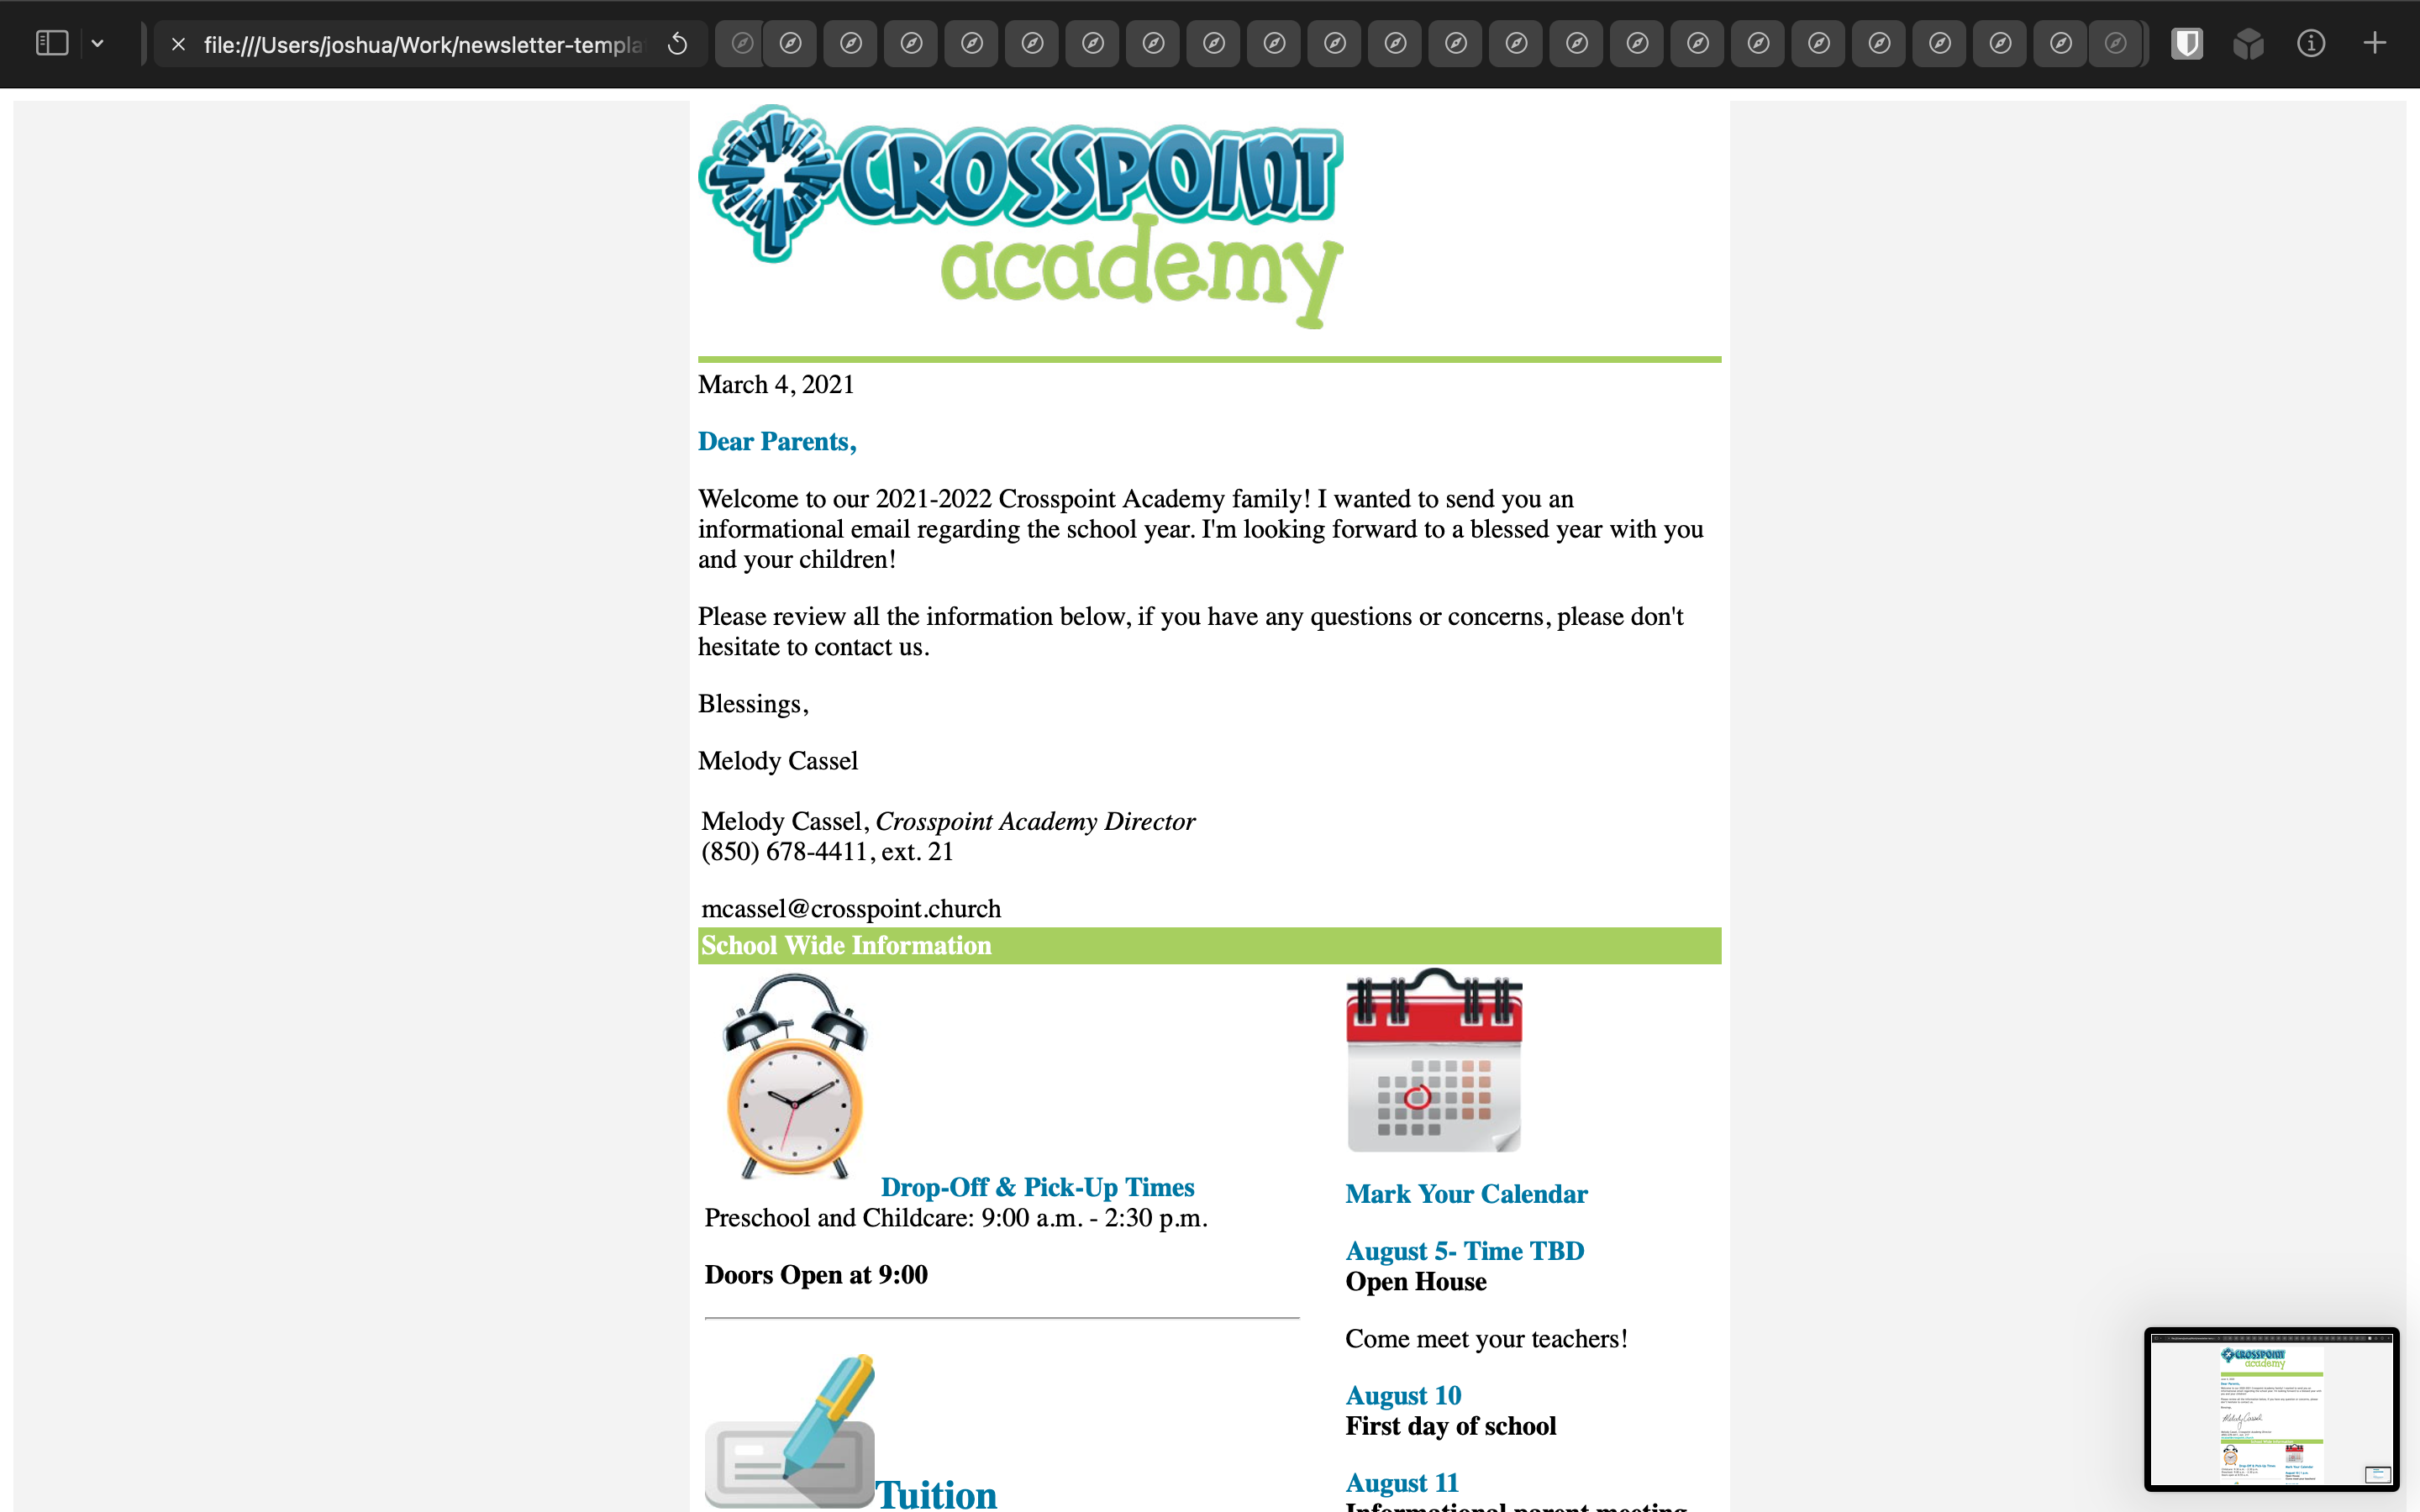 file:///Users/joshua/Work/newsletter-templa
CROSSPOINT
academy
March 4, 2021
Dear Parents,
Welcome to our 2021-2022 Crosspoint Academy family! I wanted to send you an
informational email regarding the school year. I'm looking forward to a blessed year with you
and your children!
Please review all the information below, if you have any questions or concerns, please don't
hesitate to contact us.
Blessings,
Melody Cassel
Melody Cassel, Crosspoint Academy Director
(850) 678-4411, ext. 21
mcassel@crosspoint.church
School Wide Information
Drop-Off & Pick-Up Times
Preschool and Childcare: 9:00 a.m. - 2:30 p.m.
Doors Open at 9:00
Tuition
Mark Your Calendar
August 5- Time TBD
Open House
Come meet your teachers!
August 10
First day of school
August 11
Informational parent meeting
CROSSPOINT
academy